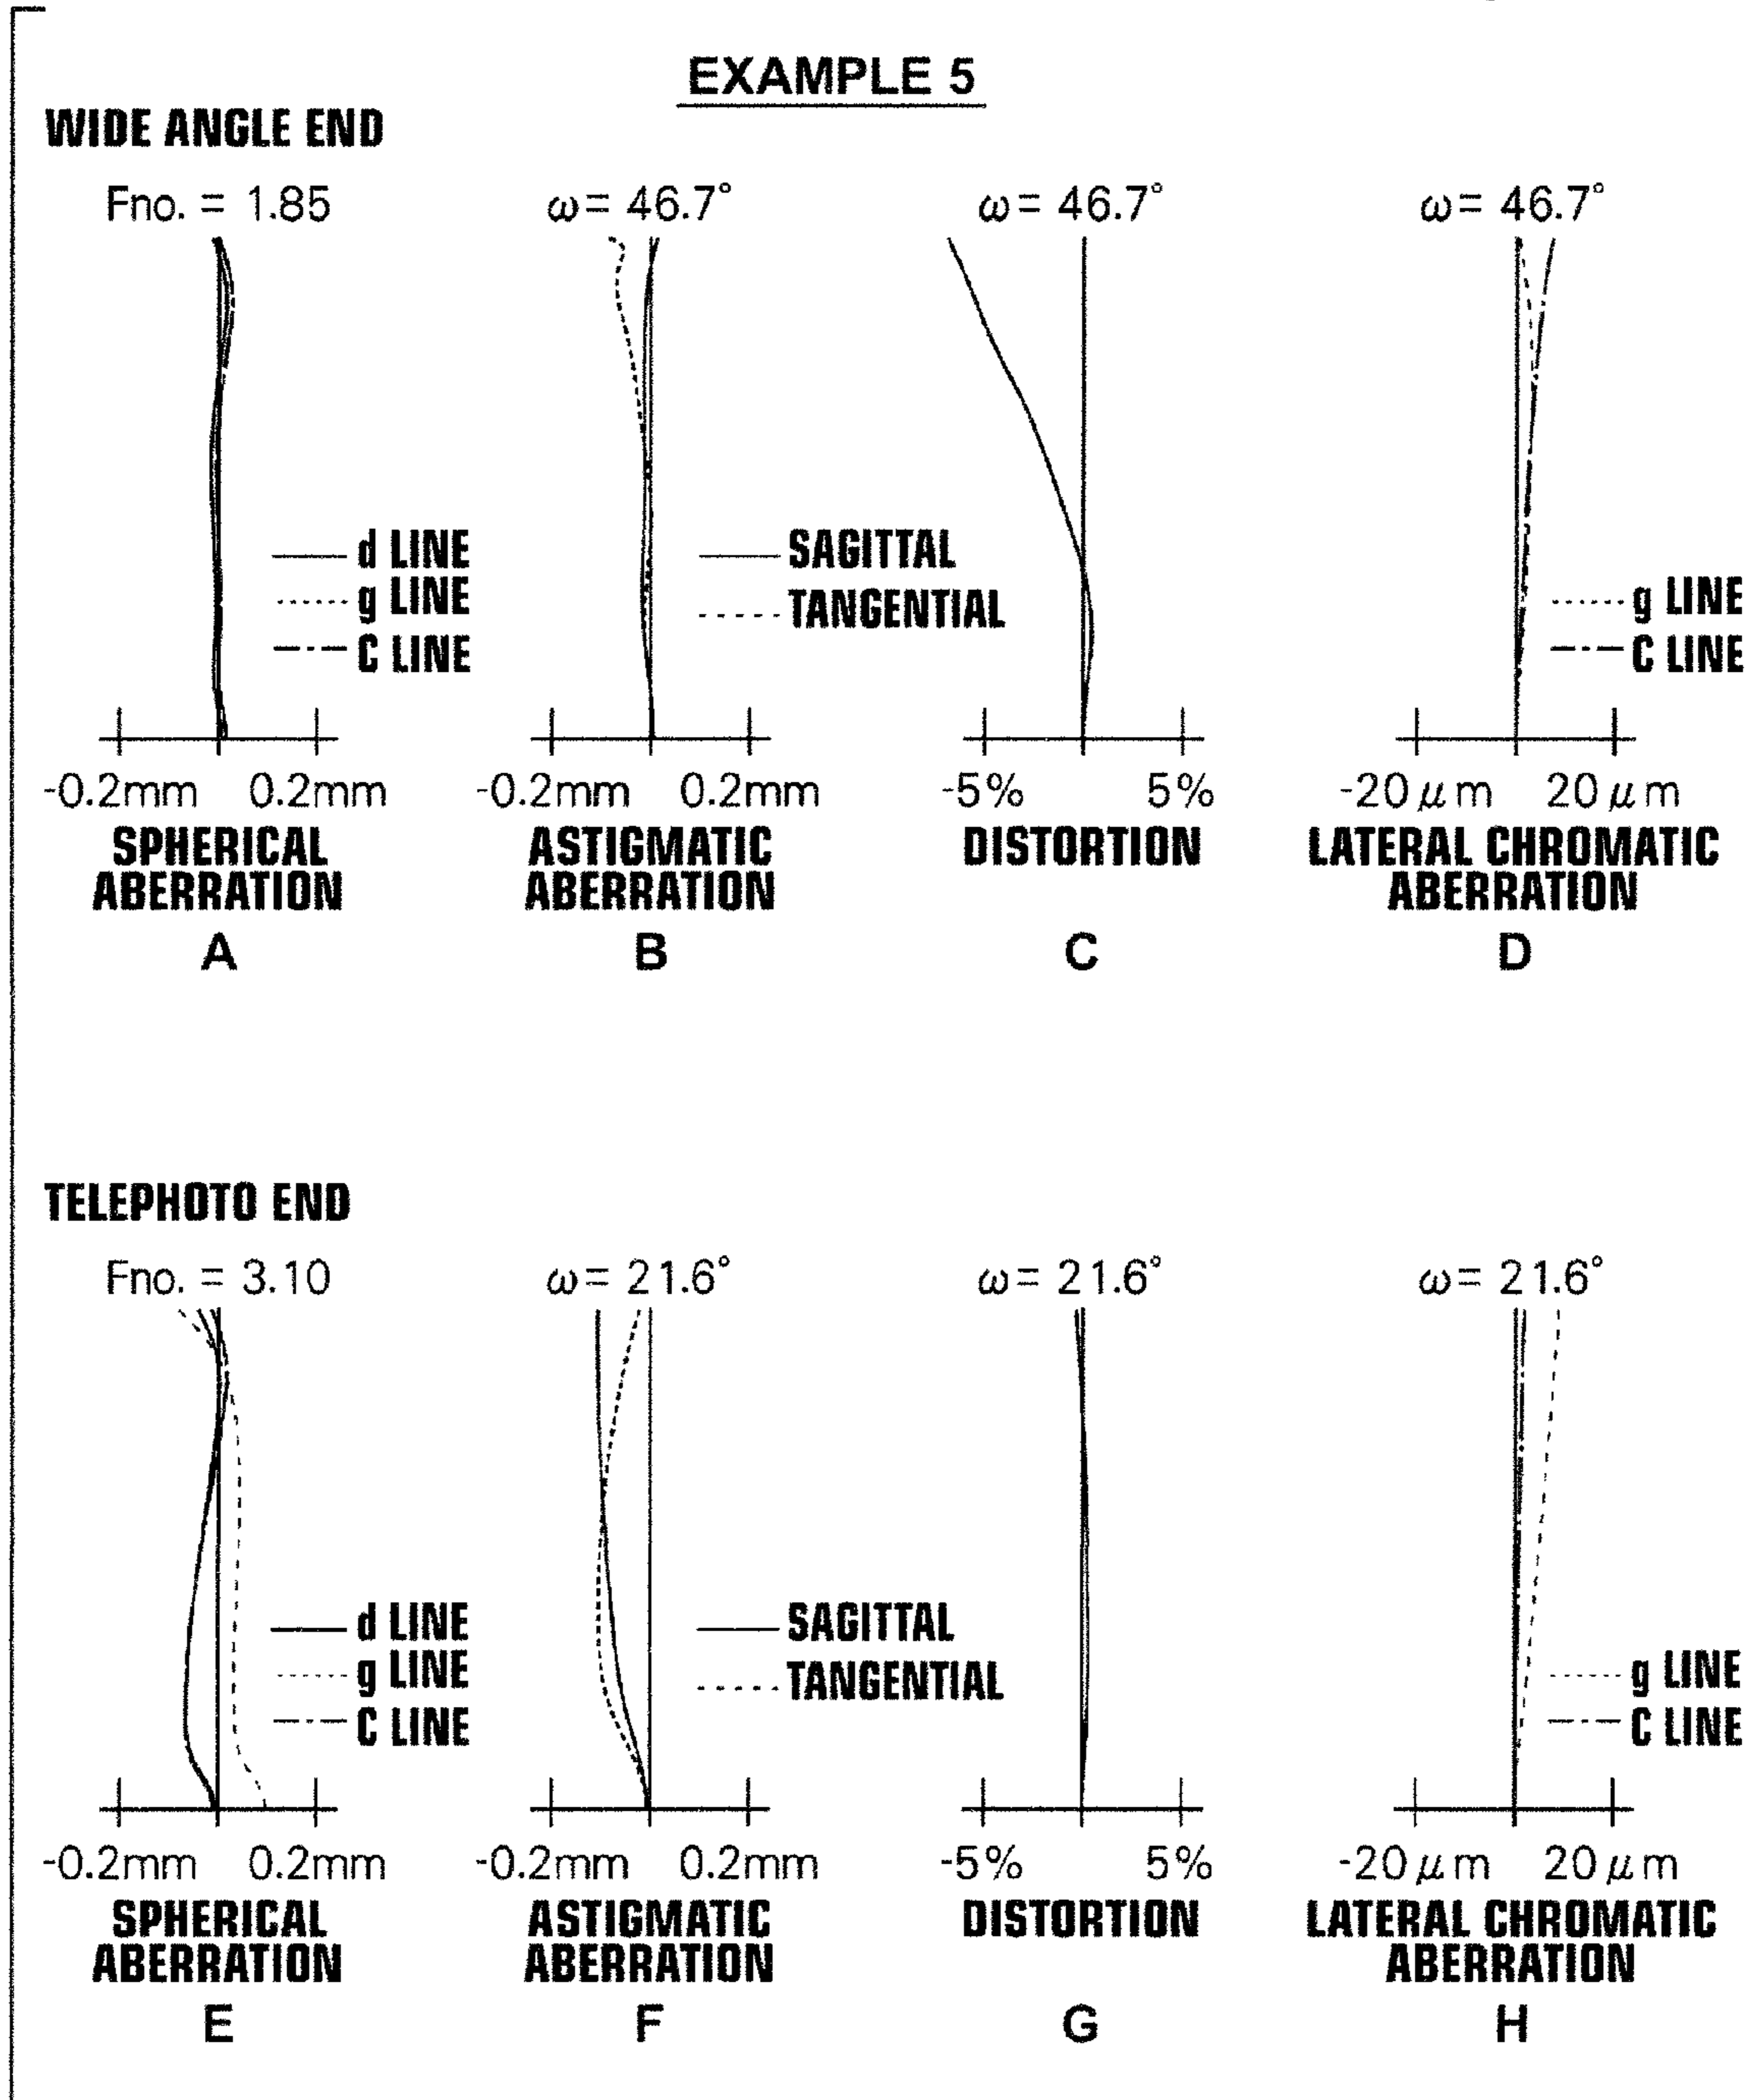 EXAMPLE 5
WIDE ANGLE END
Fno. = 1.85
ω= 46.7°
ω= 46.7°
ω= 46.7°
d LINE
g LINE
C LINE
SAGITTAL
TANGENTIAL
g LINE
C LINE
-0.2mm 0.2mm
-0.2mm 0.2mm
-5% 5%
-20μm 20μm
SPHERICAL
ABERRATION
ASTIGMATIC
ABERRATION
DISTORTION
LATERAL CHROMATIC
ABERRATION
A
B
C
D
TELEPHOTO END
Fno. = 3.10
ω= 21.6°
ω= 21.6°
ω= 21.6°
d LINE
g LINE
C LINE
SAGITTAL
TANGENTIAL
g LINE
C LINE
-0.2mm 0.2mm
-0.2mm 0.2mm
-5% 5%
-20μm 20μm
SPHERICAL
ABERRATION
ASTIGMATIC
ABERRATION
DISTORTION
LATERAL CHROMATIC
ABERRATION
E
F
G
H